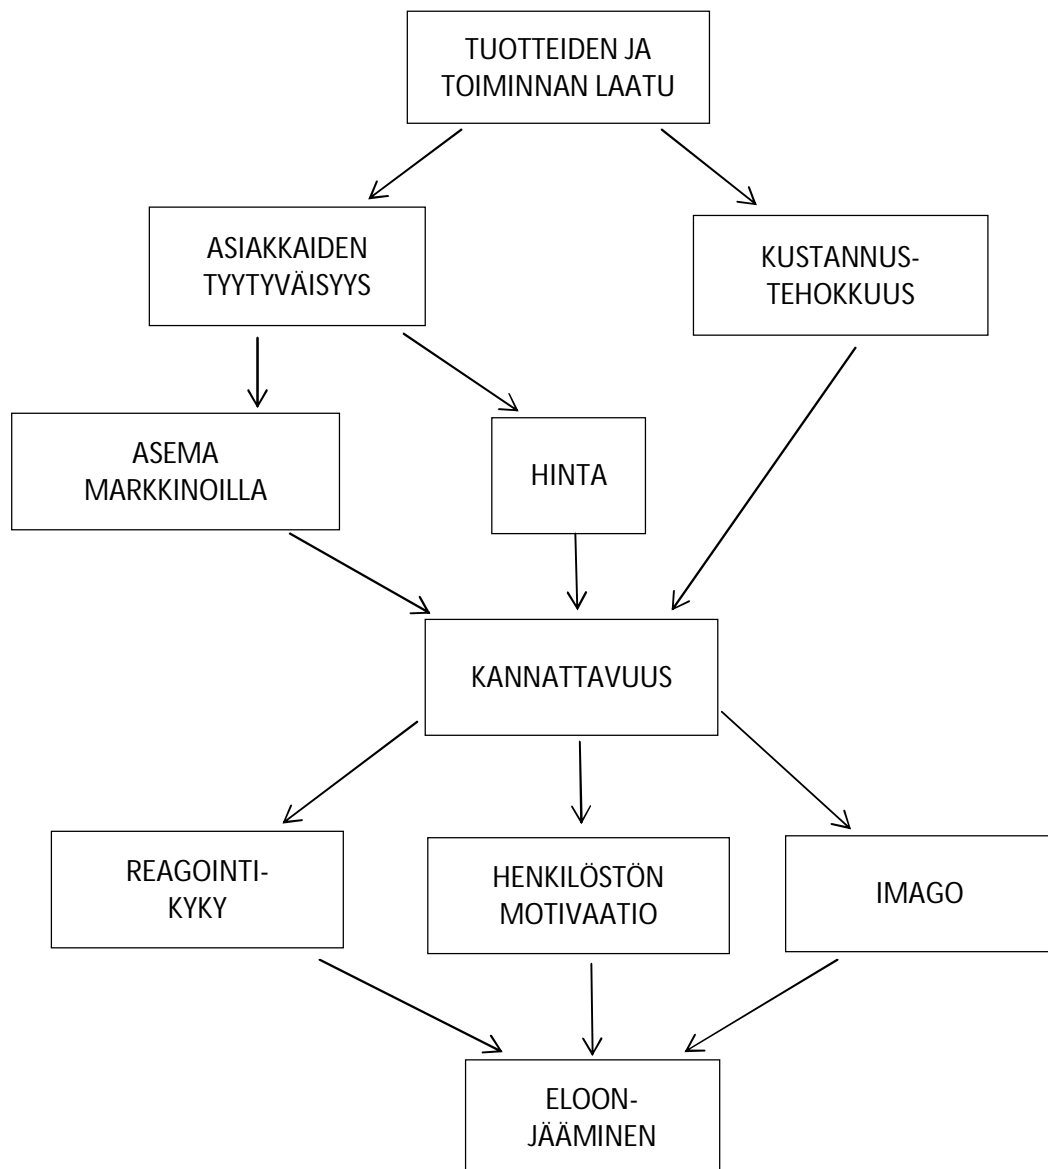 TUOTTEIDEN JA
TOIMINNAN LAATU
ASIAKKAIDEN
TYYTYVÄISYYS
KUSTANNUS-
TEHOKKUUS
ASEMA
MARKKINOILLA
HINTA
KANNATTAVUUS
REAGOINTI-
KYKY
HENKILÖSTÖN
MOTIVAATIO
IMAGO
ELOON-
JÄÄMINEN